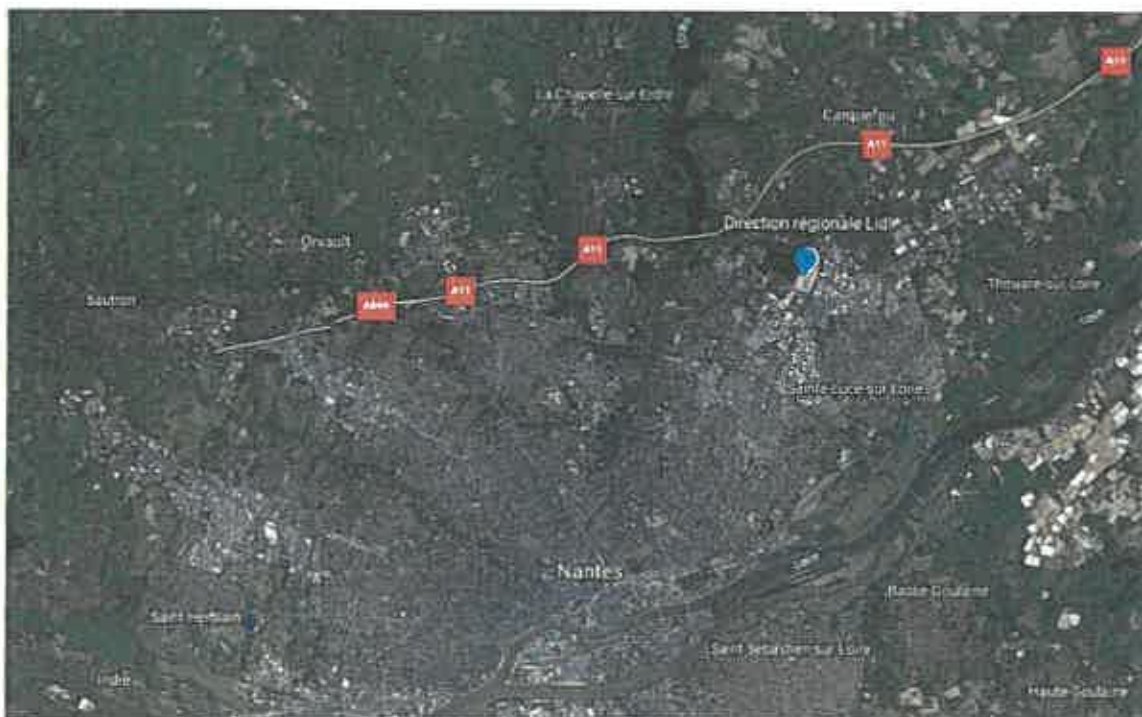 A11
La Chapelle-sur-Erdre
Carquefou
A11
Direction régionale Lidl
Orvault
A11
A11
A844
Sautron
Thouaré-sur-Loire
Sainte-Luce-sur-Loire
Nantes
Basse-Goulaine
Saint-Herblain
Saint-Sébastien-sur-Loire
Indre
Haute-Goulaine